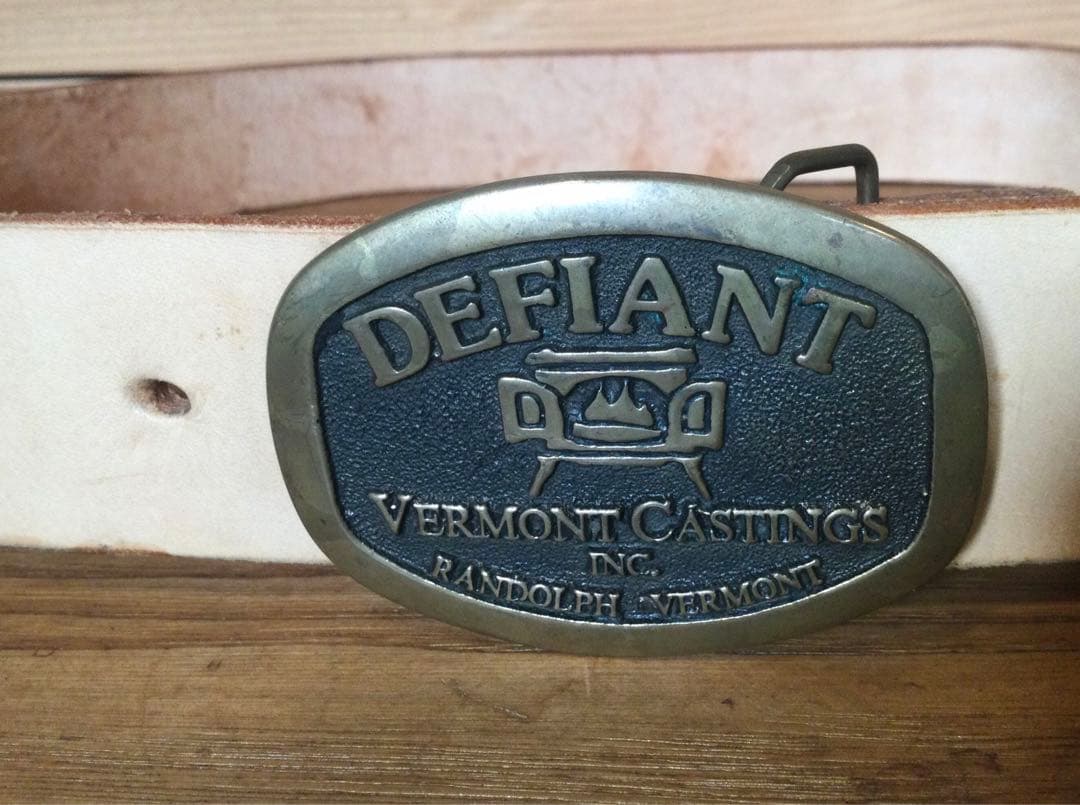 DEFIANT
VERMONT CASTINGS
INC.
RANDOLPH VERMONT